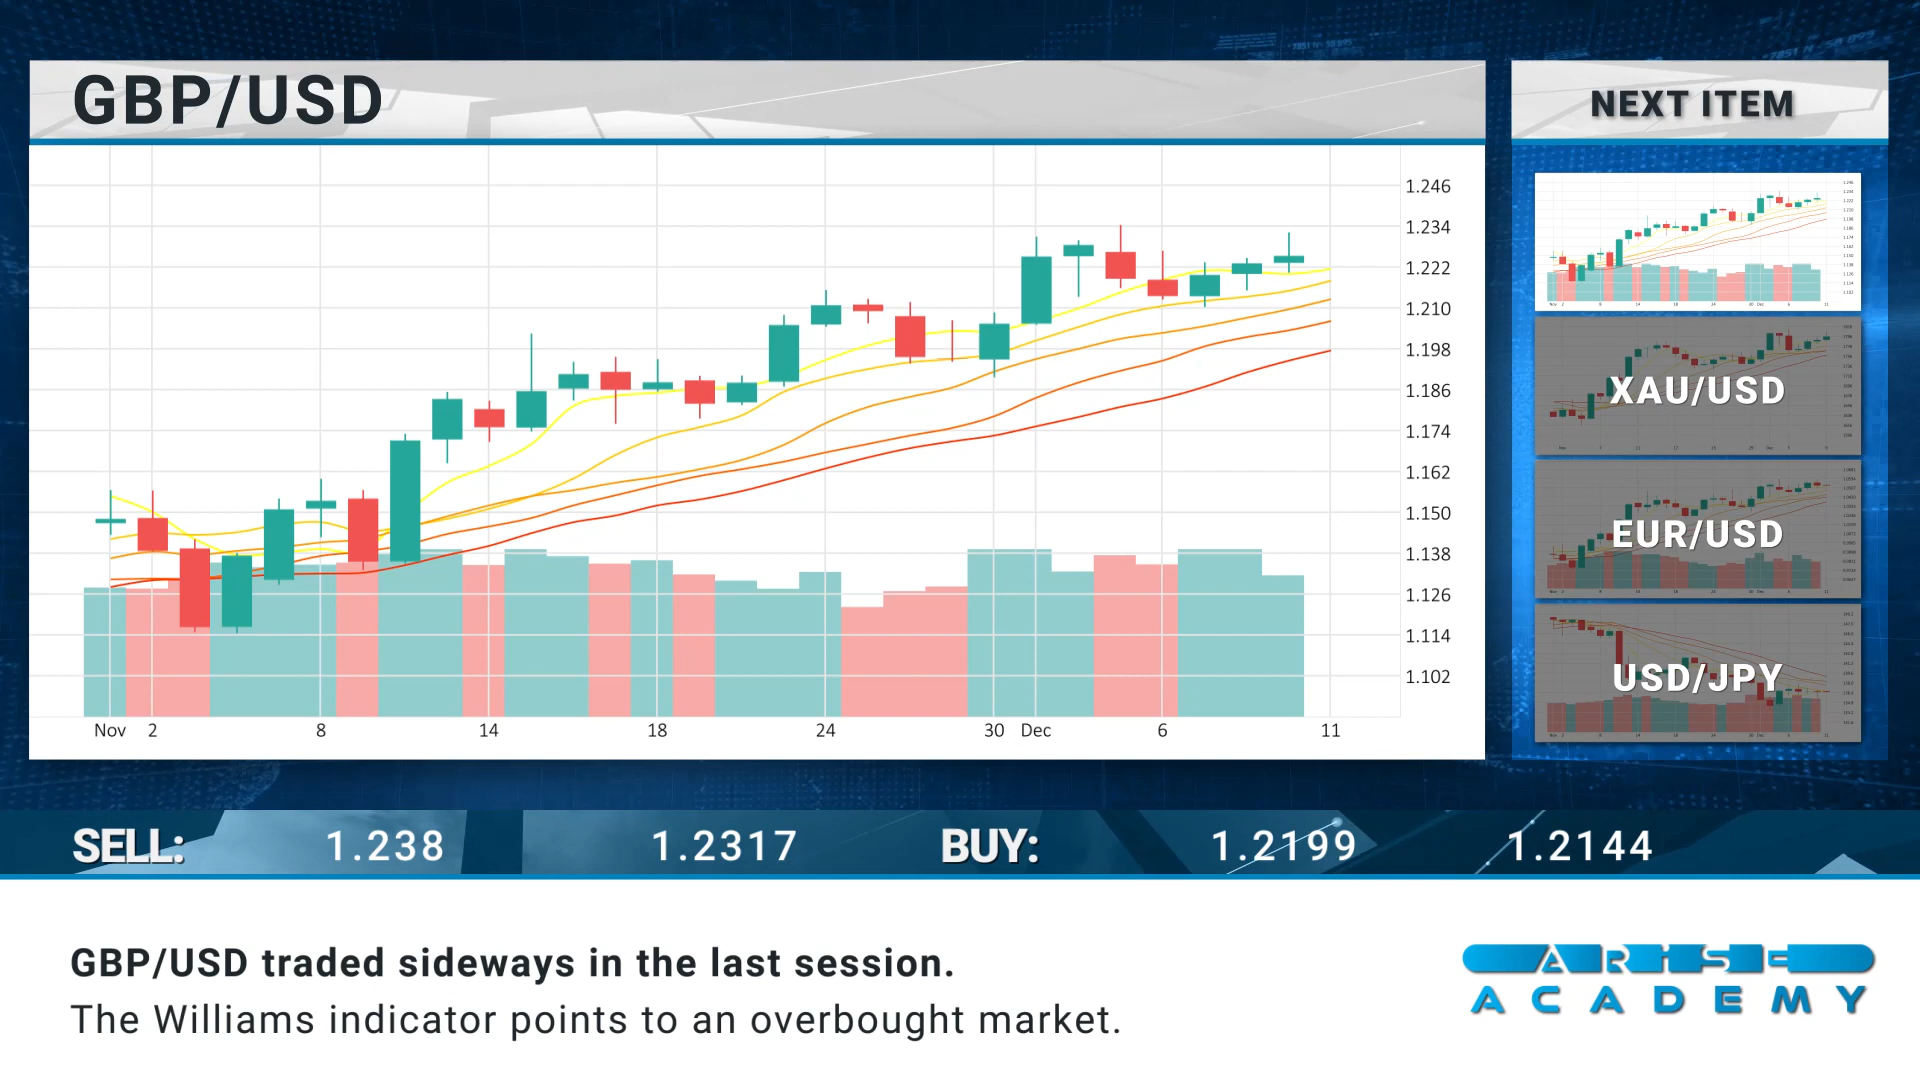 GBP/USD
NEXT ITEM
1.246
1.234
1.222
1.210
1.198
1.186
1.174
1.162
1.150
1.138
1.126
1.114
1.102
Nov 2 8 14 18 24 30 Dec 6 11
XAU/USD
EUR/USD
USD/JPY
SELL: 1.238 1.2317 BUY: 1.2199 1.2144
GBP/USD traded sideways in the last session.
The Williams indicator points to an overbought market.
ARISE
ACADEMY